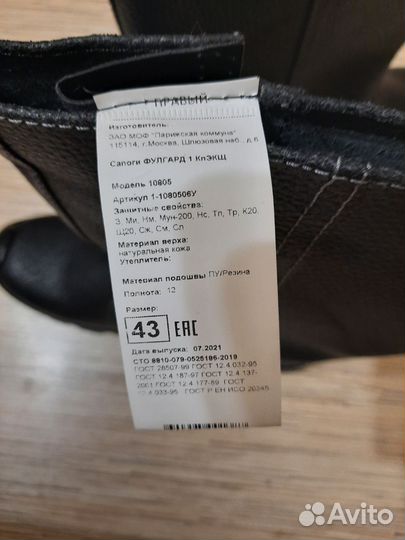 ПРАВЫЙ
Изготовитель:
ЗАО МОФ "Парижская коммуна"
115114, г.Москва, Шлюзовая наб., д.6
Сапоги ФУЛГАРД 1 КпЭКЩ
Модель 10805
Артикул 1-1080506У
Защитные свойства:
З, Ми, Нм, Мун-200, Нс, Тп, Тр, К20,
Щ20, Сж, См, Сл
Материал верха:
натуральная кожа
Утеплитель:
Материал подошвы ПУ/Резина
Полнота: 12
Размер:
43 EAC
Дата выпуска: 07.2021
СТО 8810-079-0525186-2019
ГОСТ 28507-99 ГОСТ 12.4.032-95
ГОСТ 12.4.187-97 ГОСТ 12.4.137-
2001 ГОСТ 12.4.177-89 ГОСТ
12.4.033-95 ГОСТ Р ЕН ИСО 20345
Avito